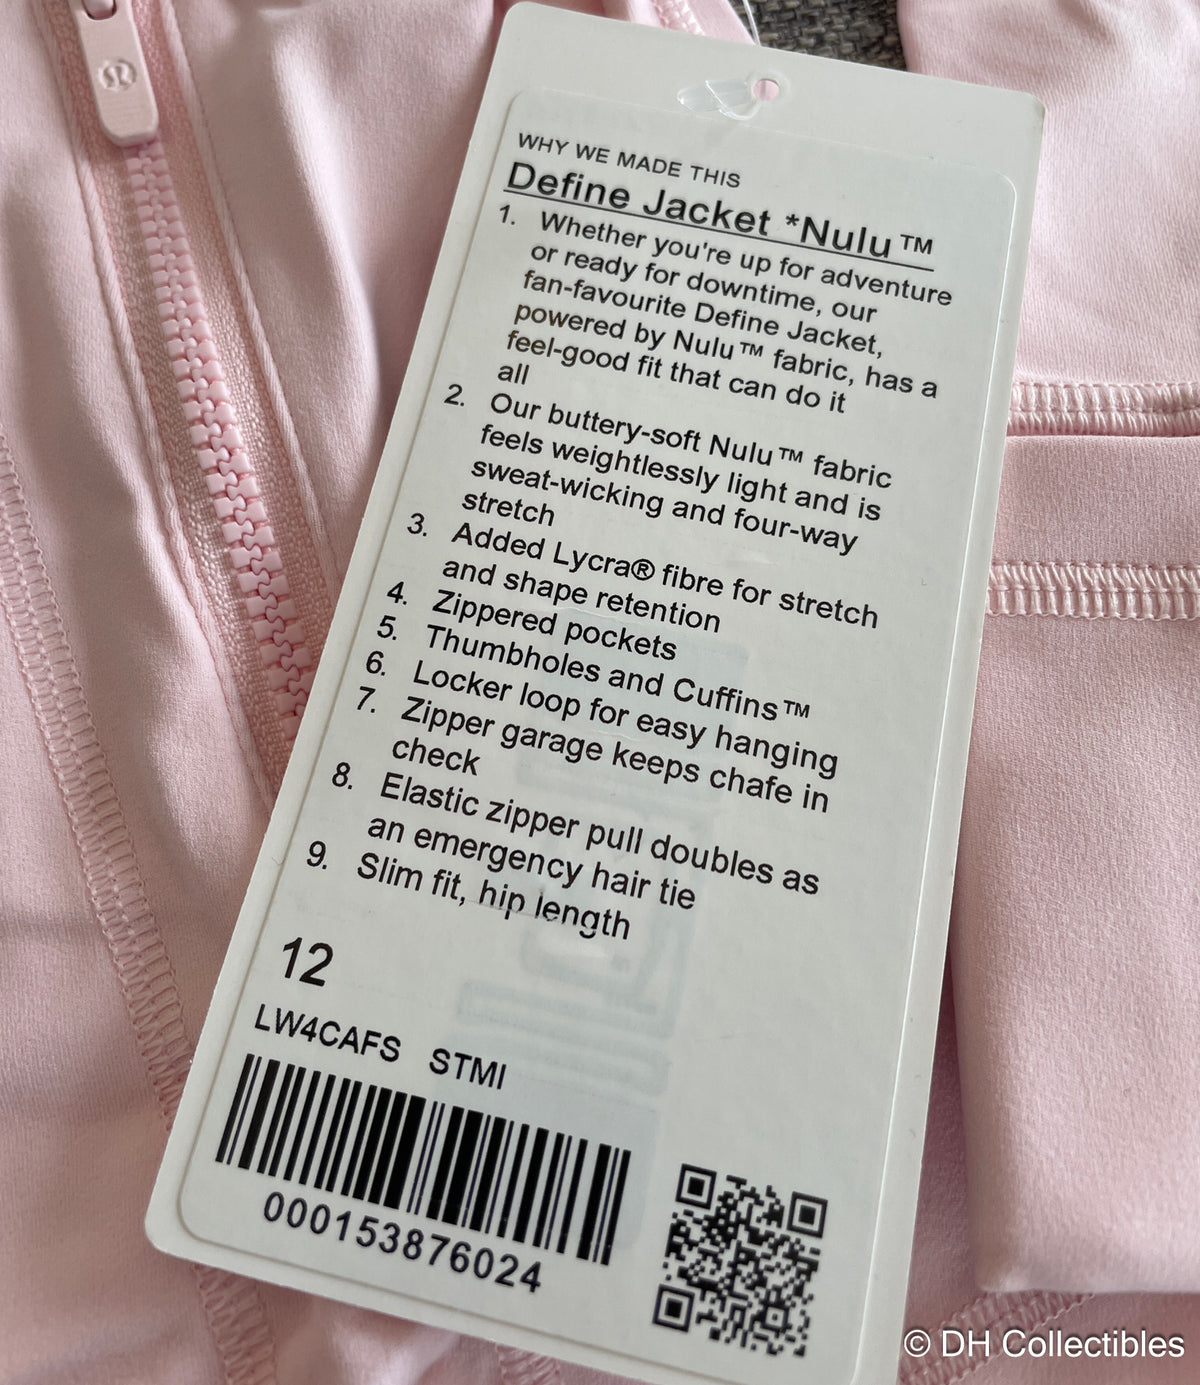 WHY WE MADE THIS
Define Jacket *Nulu™
1. Whether you're up for adventure
or ready for downtime, our
fan-favourite Define Jacket,
powered by Nulu™ fabric, has a
feel-good fit that can do it
all
2. Our buttery-soft Nulu™ fabric
feels weightlessly light and is
sweat-wicking and four-way
stretch
3. Added Lycra® fibre for stretch
and shape retention
4. Zippered pockets
5. Thumbholes and Cuffins™
6. Locker loop for easy hanging
7. Zipper garage keeps chafe in
check
8. Elastic zipper pull doubles as
an emergency hair tie
9. Slim fit, hip length
12
LW4CAFS STMI
000153876024
© DH Collectibles